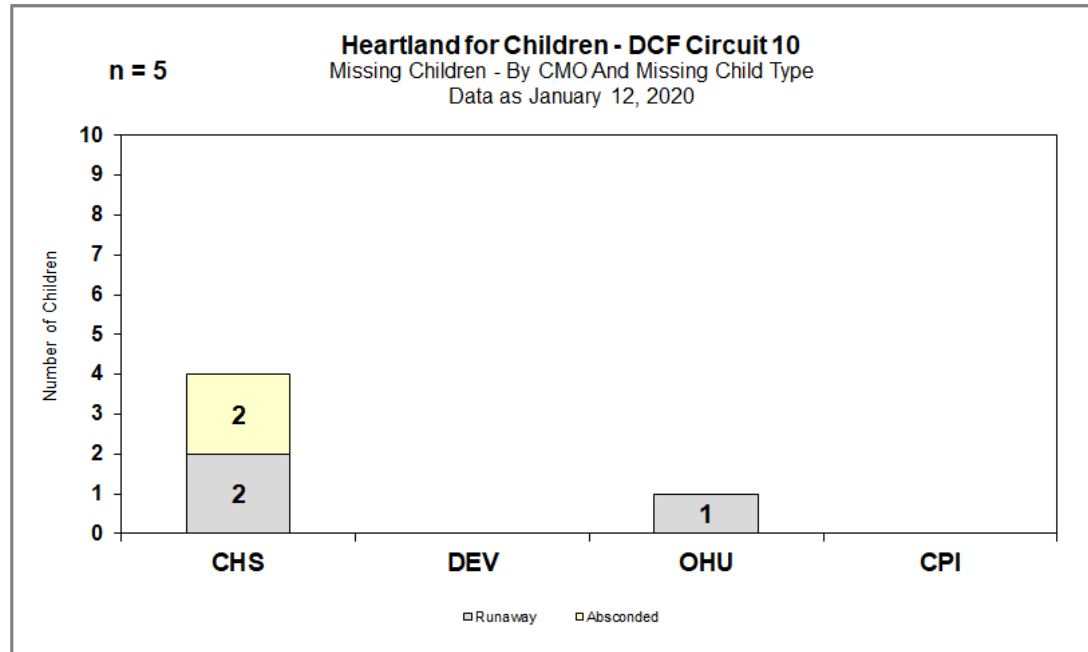 Heartland for Children - DCF Circuit 10
n = 5
Missing Children - By CMO And Missing Child Type
Data as January 12, 2020
10
9
8
7
6
5
4
3
2
1
0
Number of Children
2
2
1
CHS DEV OHU CPI
Runaway Absconded